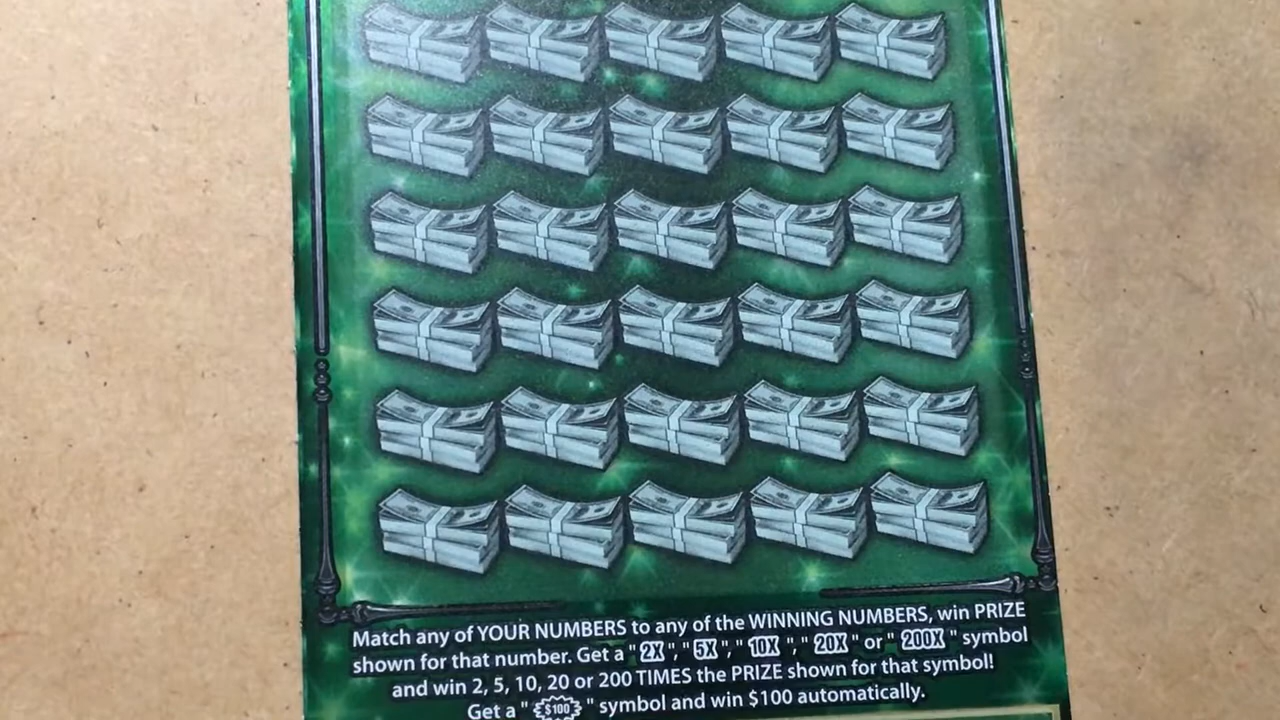 Match any of YOUR NUMBERS to any of the WINNING NUMBERS, win PRIZE
shown for that number. Get a "2X", "5X", "10X", "20X" or "200X" symbol
and win 2, 5, 10, 20 or 200 TIMES the PRIZE shown for that symbol!
Get a "$100" symbol and win $100 automatically.